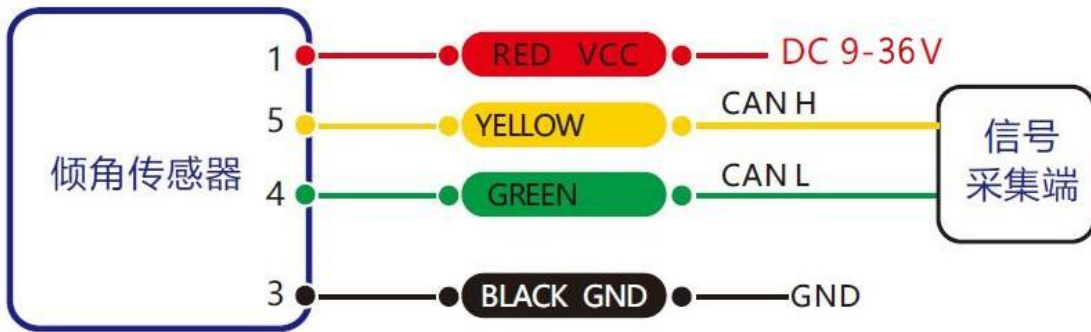 倾角传感器
1 RED VCC DC 9-36V
5 YELLOW CAN H
4 GREEN CAN L
3 BLACK GND GND
信号
采集端